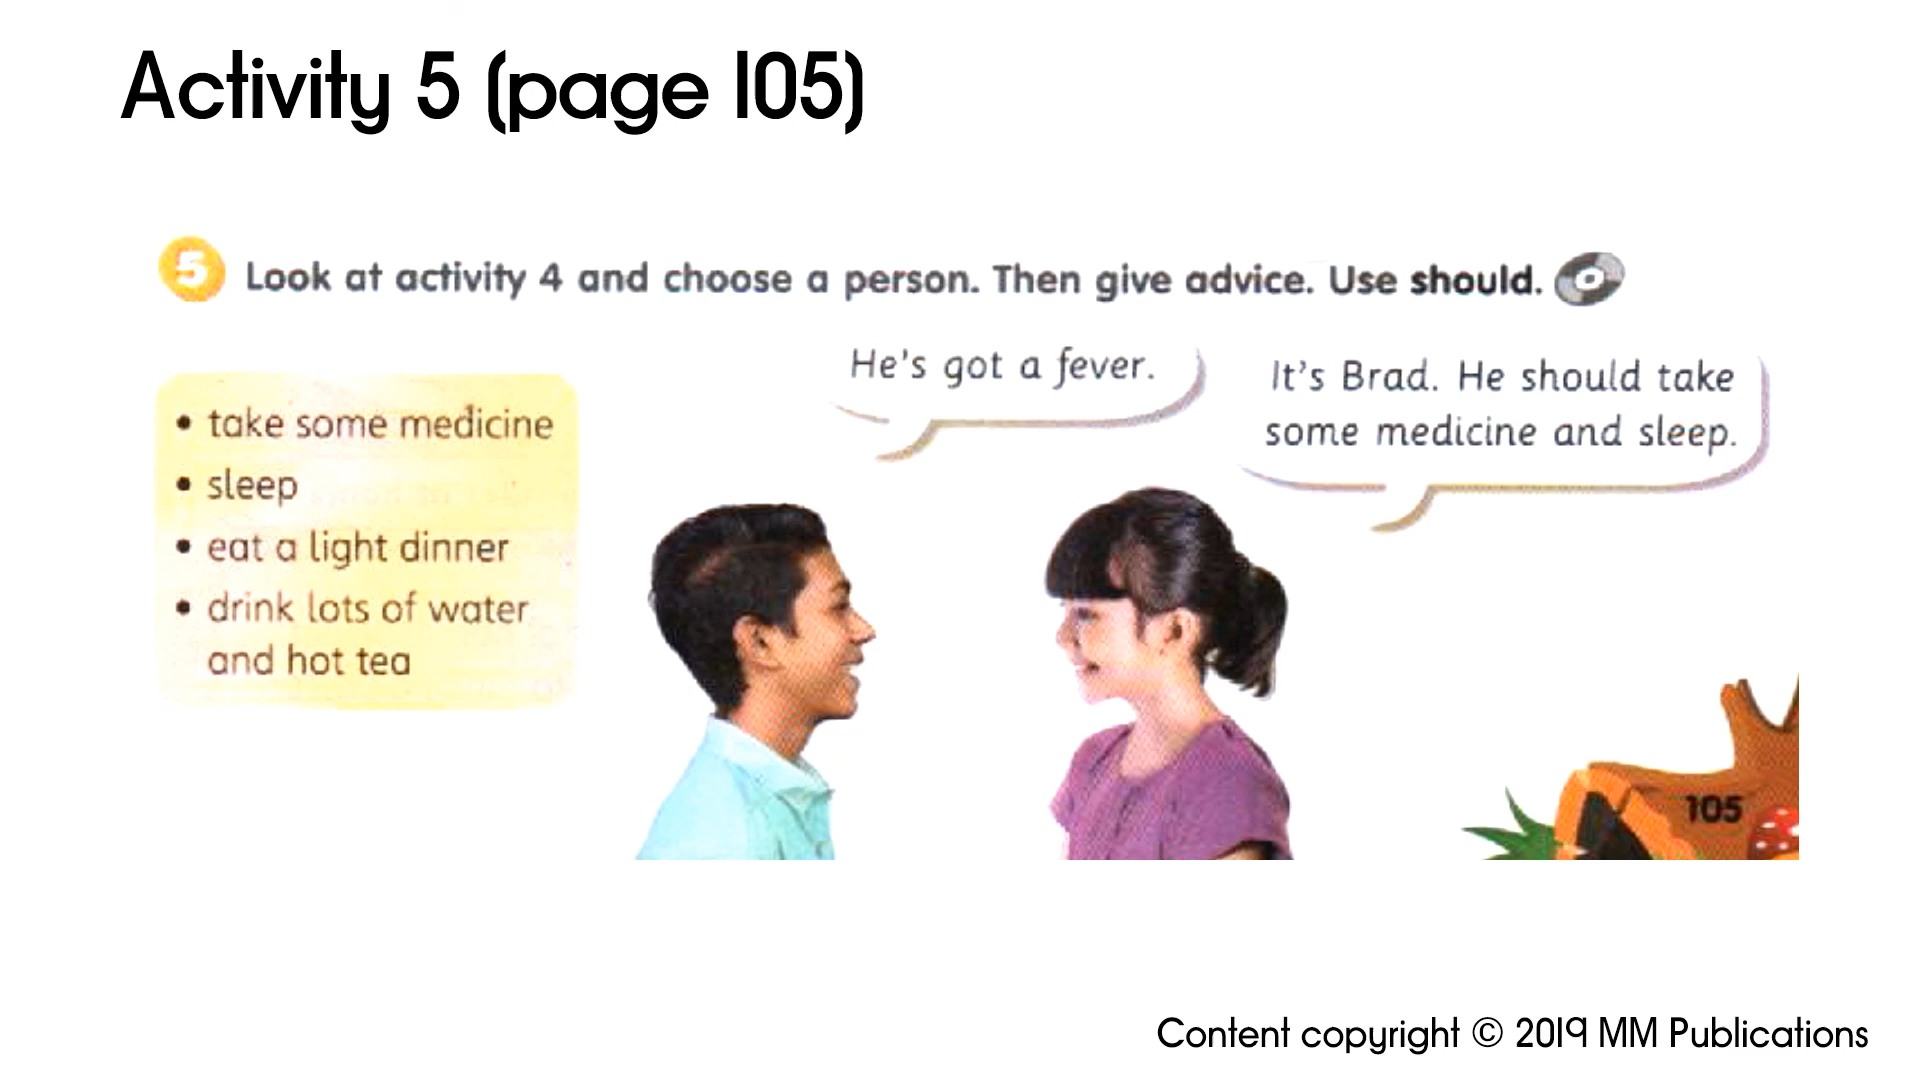 Activity 5 (page 105)
5 Look at activity 4 and choose a person. Then give advice. Use should.
He's got a fever.
It's Brad. He should take
some medicine and sleep.
• take some medicine
• sleep
• eat a light dinner
• drink lots of water
and hot tea
105
Content copyright © 2019 MM Publications